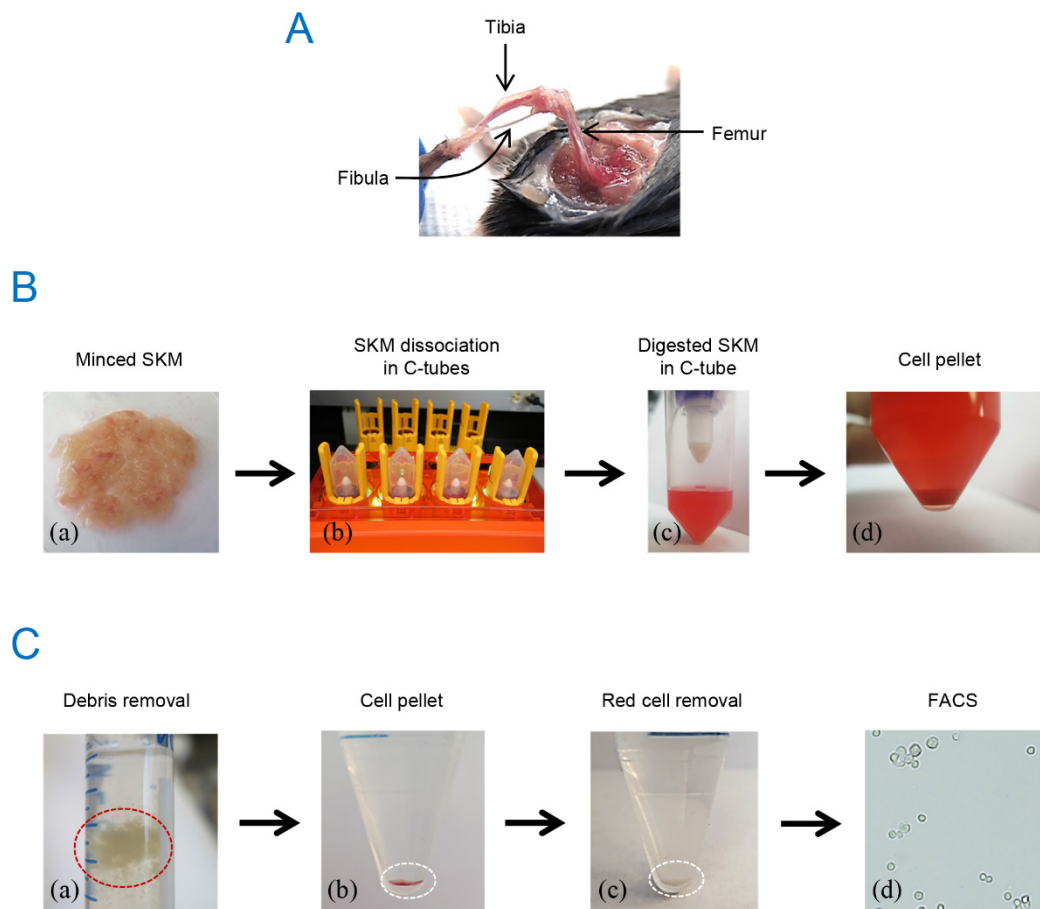 A
Tibia
Femur
Fibula
B
Minced SKM
SKM dissociation
in C-tubes
Digested SKM
in C-tube
Cell pellet
(a)
(b)
(c)
(d)
C
Debris removal
Cell pellet
Red cell removal
FACS
(a)
(b)
(c)
(d)